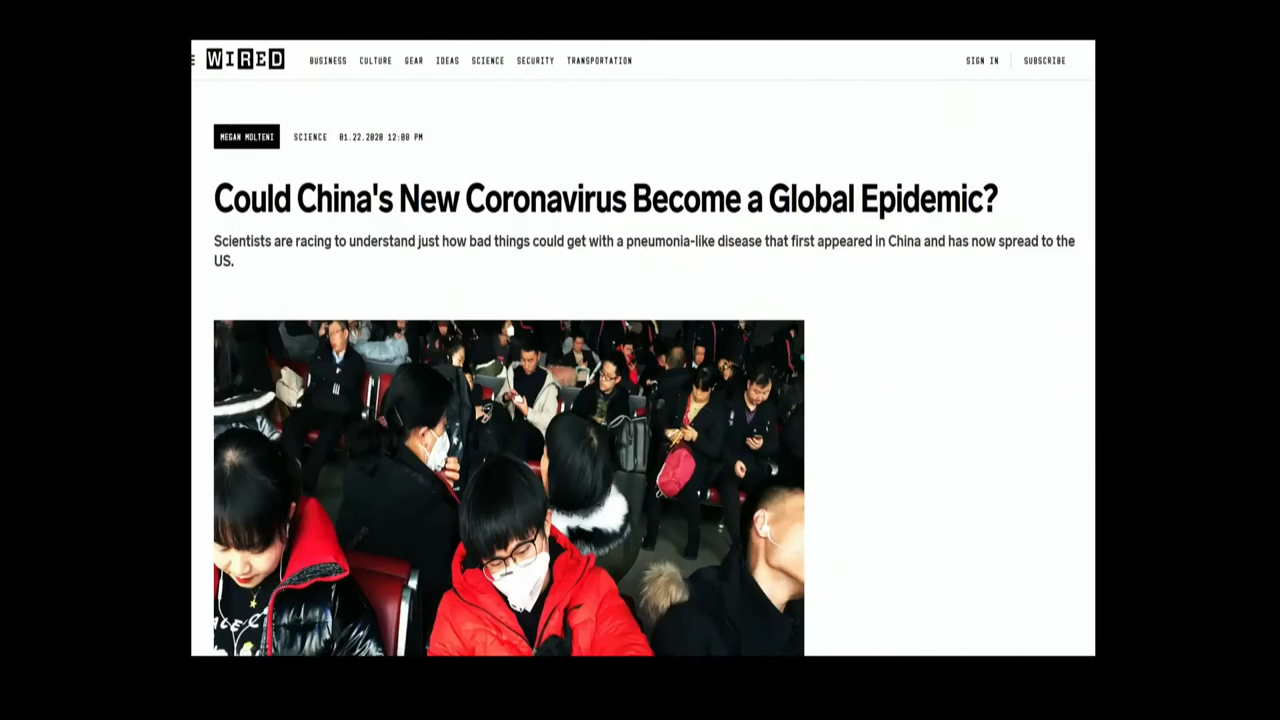 WIRED BUSINESS CULTURE GEAR IDEAS SCIENCE SECURITY TRANSPORTATION SIGN IN SUBSCRIBE
MEGAN MOLTENI SCIENCE 01.22.2020 12:00 PM
Could China's New Coronavirus Become a Global Epidemic?
Scientists are racing to understand just how bad things could get with a pneumonia-like disease that first appeared in China and has now spread to the
US.